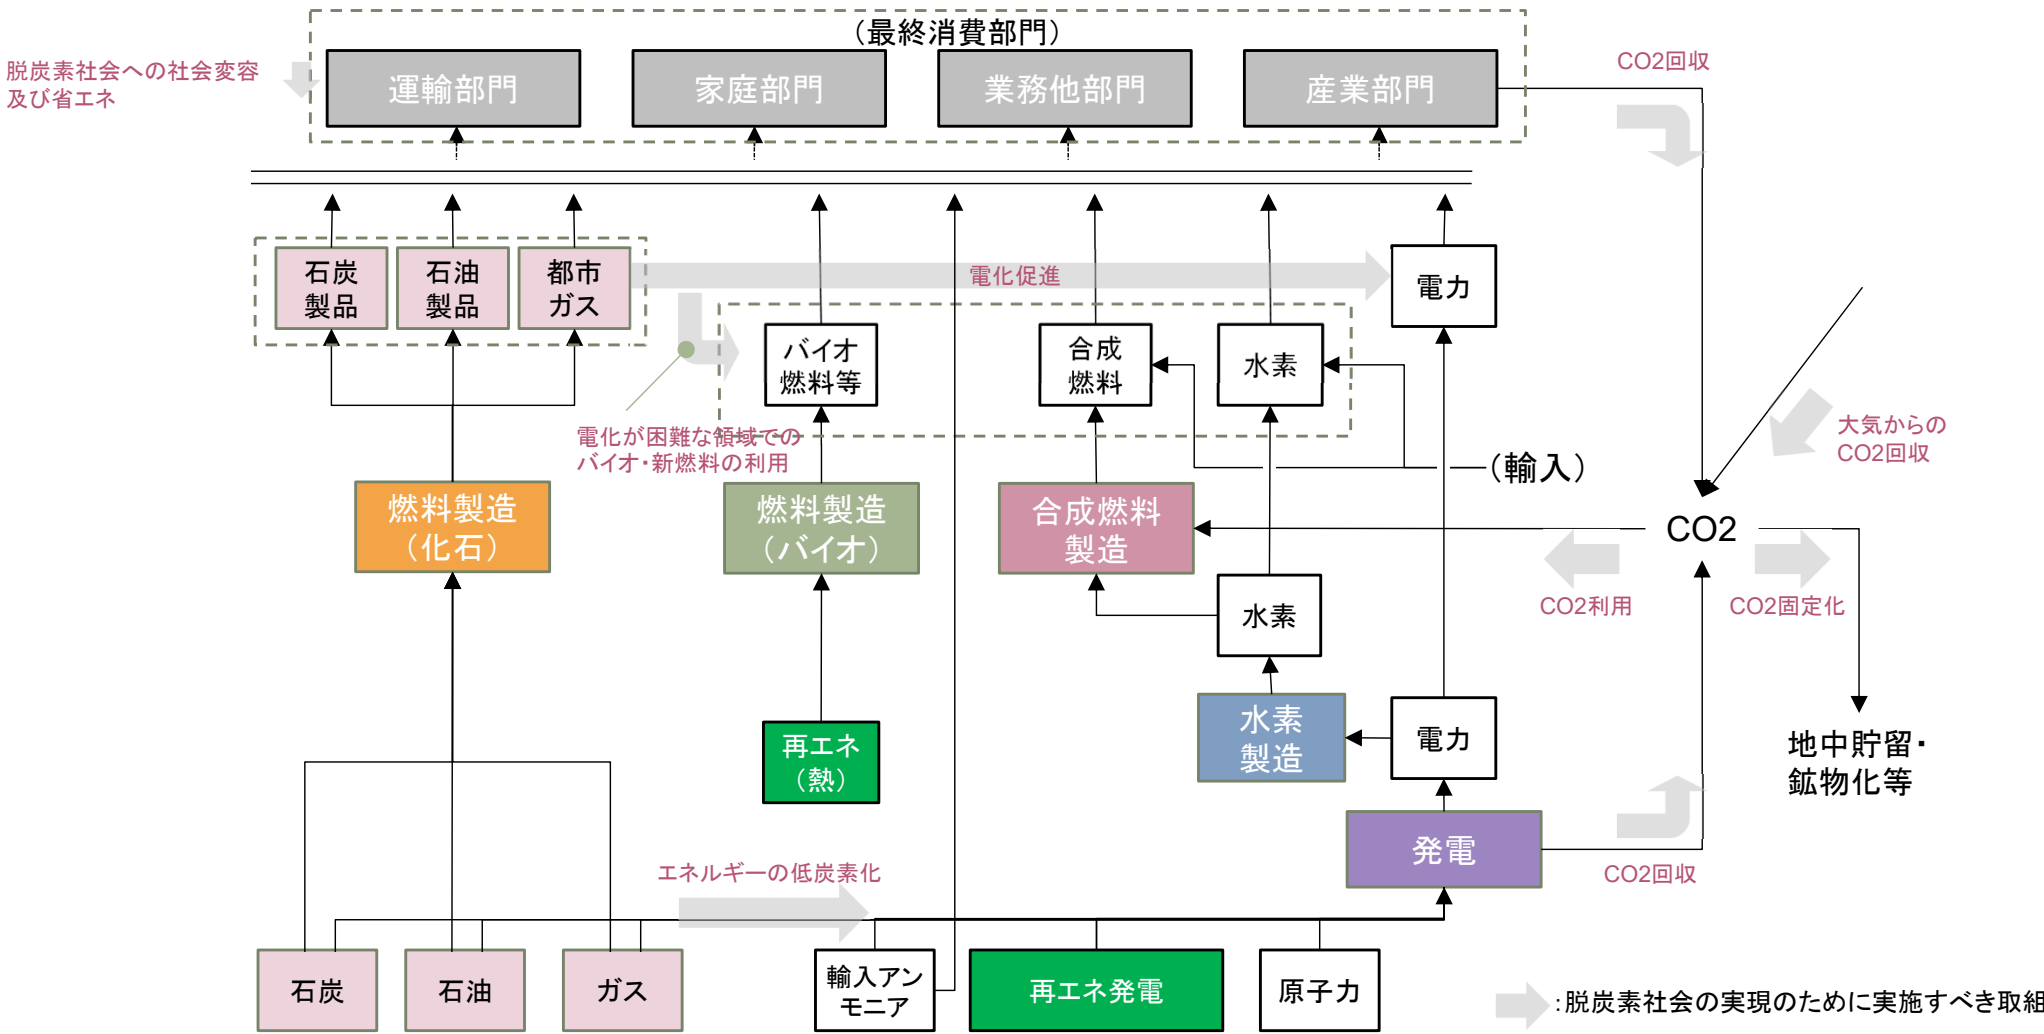 （最終消費部門）
脱炭素社会への社会変容
及び省エネ
運輸部門
家庭部門
業務他部門
産業部門
CO2回収
石炭
製品
石油
製品
都市
ガス
電化促進
電力
バイオ
燃料等
合成
燃料
水素
電化が困難な領域での
バイオ・新燃料の利用
（輸入）
大気からの
CO2回収
燃料製造
（化石）
燃料製造
（バイオ）
合成燃料
製造
CO2
CO2利用
CO2固定化
水素
水素
製造
電力
再エネ
（熱）
地中貯留・
鉱物化等
発電
CO2回収
エネルギーの低炭素化
石炭
石油
ガス
輸入アン
モニア
再エネ発電
原子力
：脱炭素社会の実現のために実施すべき取組